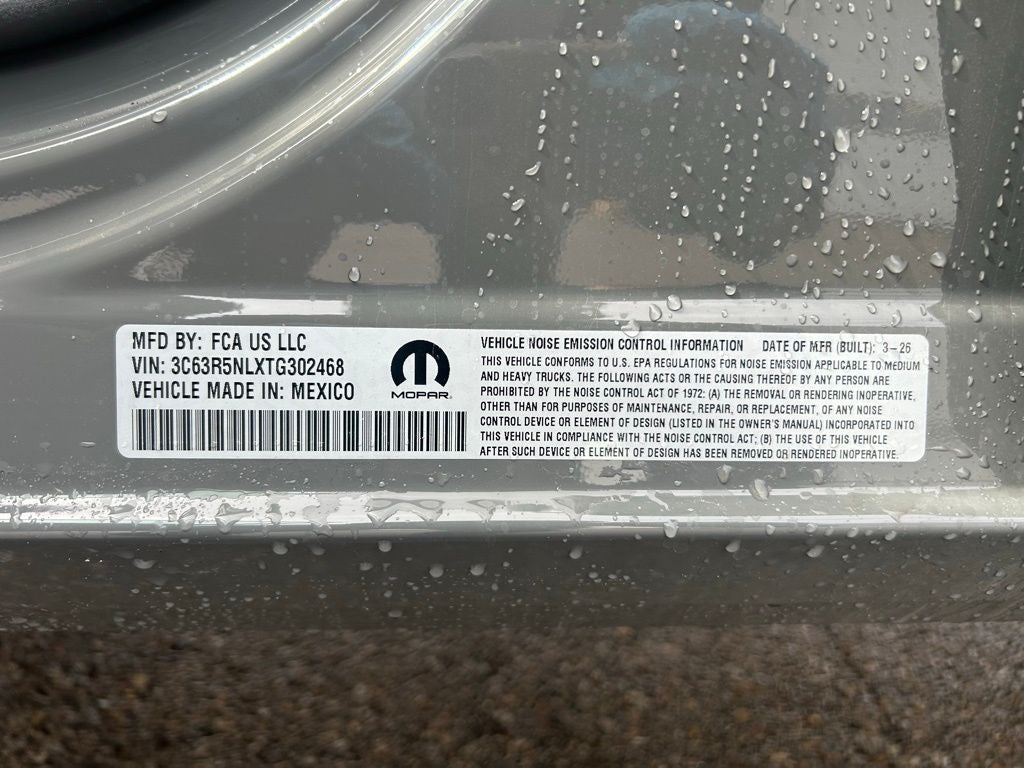 MFD BY: FCA US LLC
VIN: 3C63R5NLXTG302468
VEHICLE MADE IN: MEXICO
MOPAR
VEHICLE NOISE EMISSION CONTROL INFORMATION DATE OF MFR (BUILT): 3-26
THIS VEHICLE CONFORMS TO U.S. EPA REGULATIONS FOR NOISE EMISSION APPLICABLE TO MEDIUM
AND HEAVY TRUCKS. THE FOLLOWING ACTS OR THE CAUSING THEREOF BY ANY PERSON ARE
PROHIBITED BY THE NOISE CONTROL ACT OF 1972: (A) THE REMOVAL OR RENDERING INOPERATIVE,
OTHER THAN FOR PURPOSES OF MAINTENANCE, REPAIR, OR REPLACEMENT, OF ANY NOISE
CONTROL DEVICE OR ELEMENT OF DESIGN (LISTED IN THE OWNER'S MANUAL) INCORPORATED INTO
THIS VEHICLE IN COMPLIANCE WITH THE NOISE CONTROL ACT; (B) THE USE OF THIS VEHICLE
AFTER SUCH DEVICE OR ELEMENT OF DESIGN HAS BEEN REMOVED OR RENDERED INOPERATIVE.